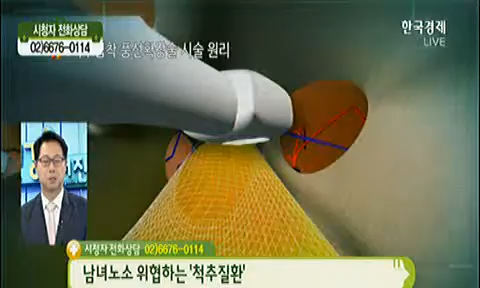 시청자 전화상담
02)6676-0114
한국경제
LIVE
풍선확장술 시술 원리
시청자 전화상담 02)6676-0114
남녀노소 위협하는 '척추질환'